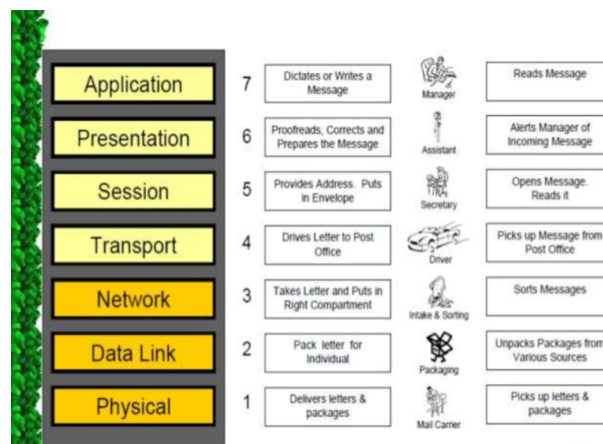 Application
7
Dictates or Writes a
Message
Manager
Reads Message
Presentation
6
Proofreads, Corrects and
Prepares the Message
Assistant
Alerts Manager of
Incoming Message
Session
5
Provides Address. Puts
in Envelope
Secretary
Opens Message.
Reads it
Transport
4
Drives Letter to Post
Office
Driver
Picks up Message from
Post Office
Network
3
Takes Letter and Puts in
Right Compartment
Intake & Sorting
Sorts Messages
Data Link
2
Pack letter for
Individual
Packaging
Unpacks Packages from
Various Sources
Physical
1
Delivers letters &
packages
Mail Carrier
Picks up letters &
packages